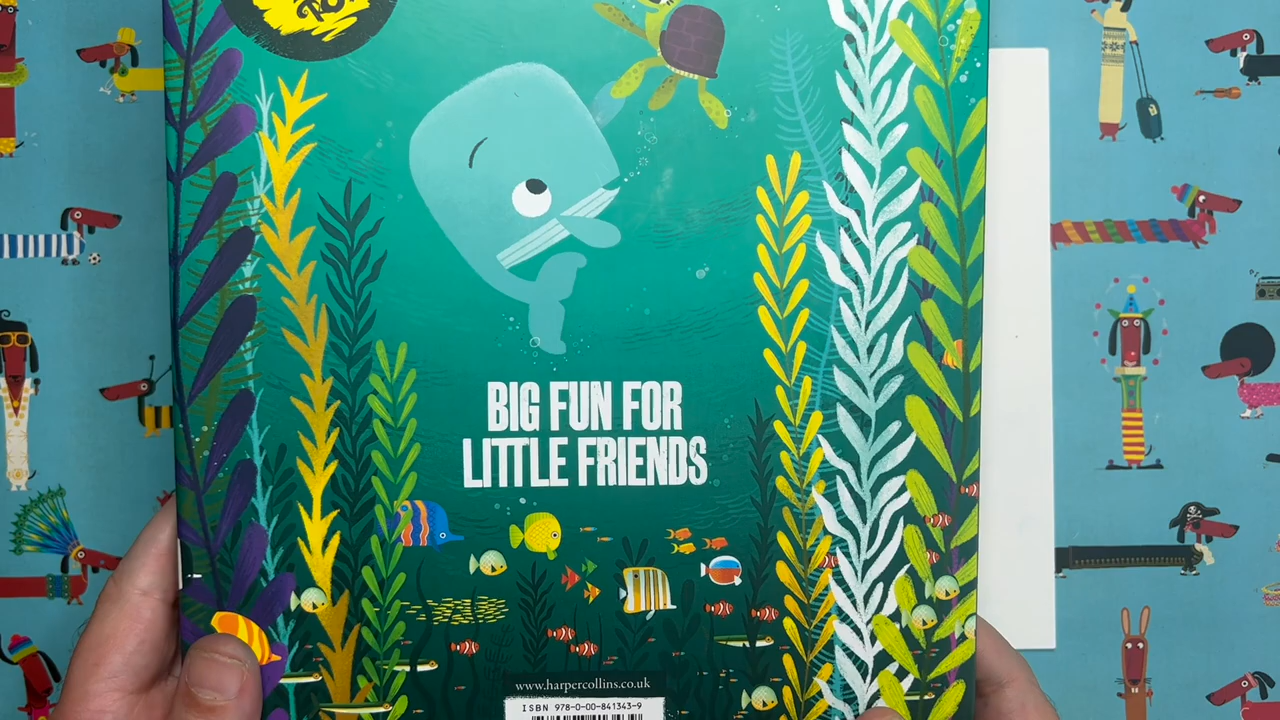 BIG FUN FOR
LITTLE FRIENDS
www.harpercollins.co.uk
ISBN 978-0-00-841343-9